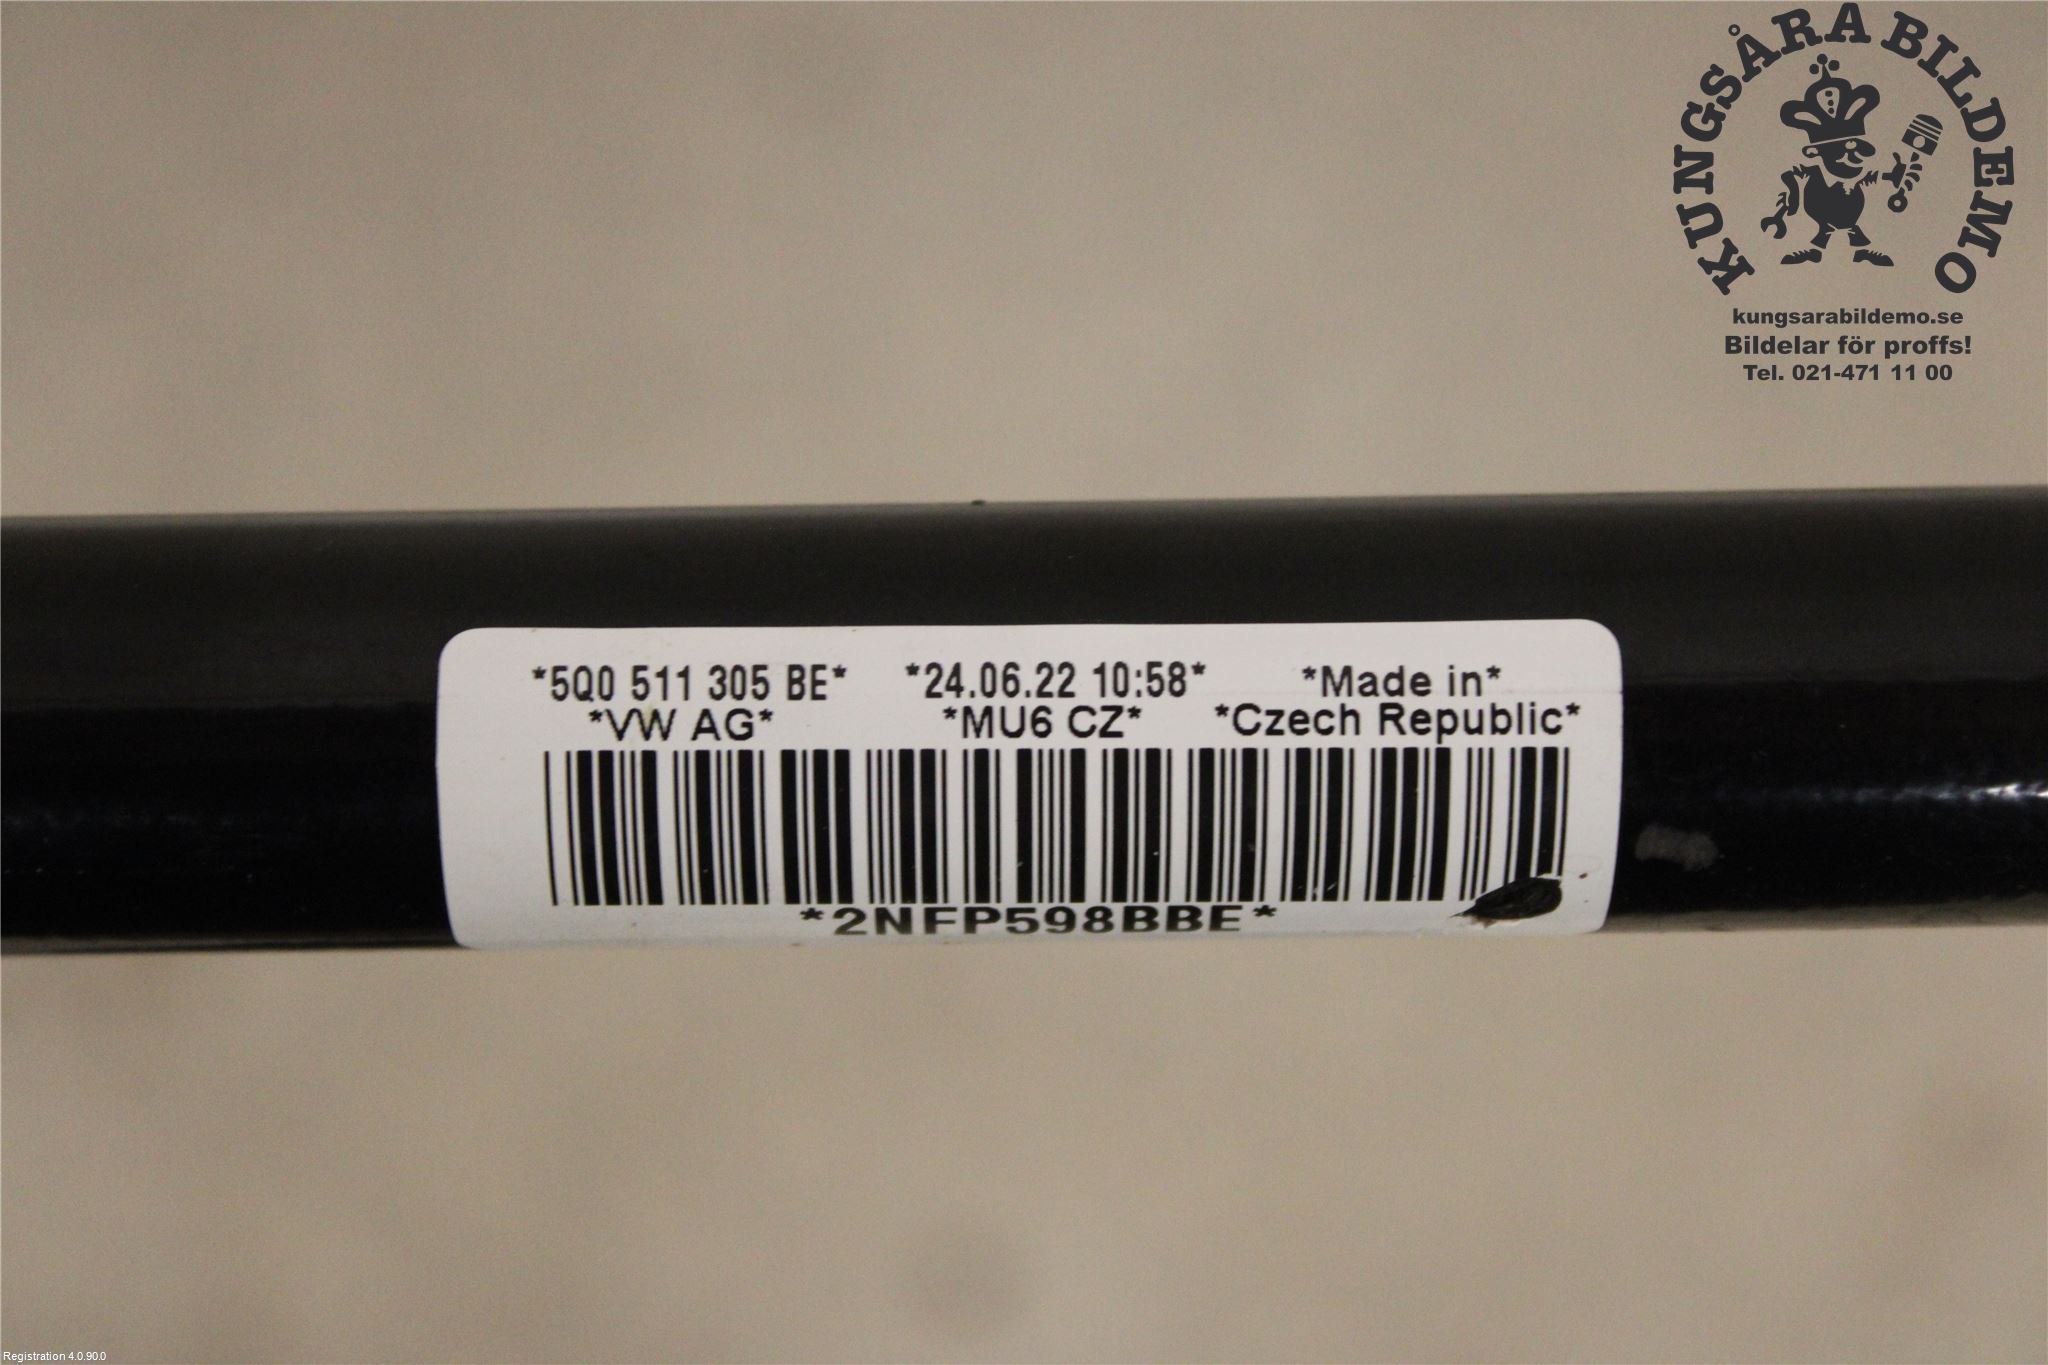 KUNGSÅRA BILDEMO
kungsarabildemo.se
Bildelar för proffs!
Tel. 021-471 11 00
*5Q0 511 305 BE* *24.06.22 10:58* *Made in*
*VW AG* *MU6 CZ* *Czech Republic*
*2NFP598BBE*
Registration 4.0.90.0